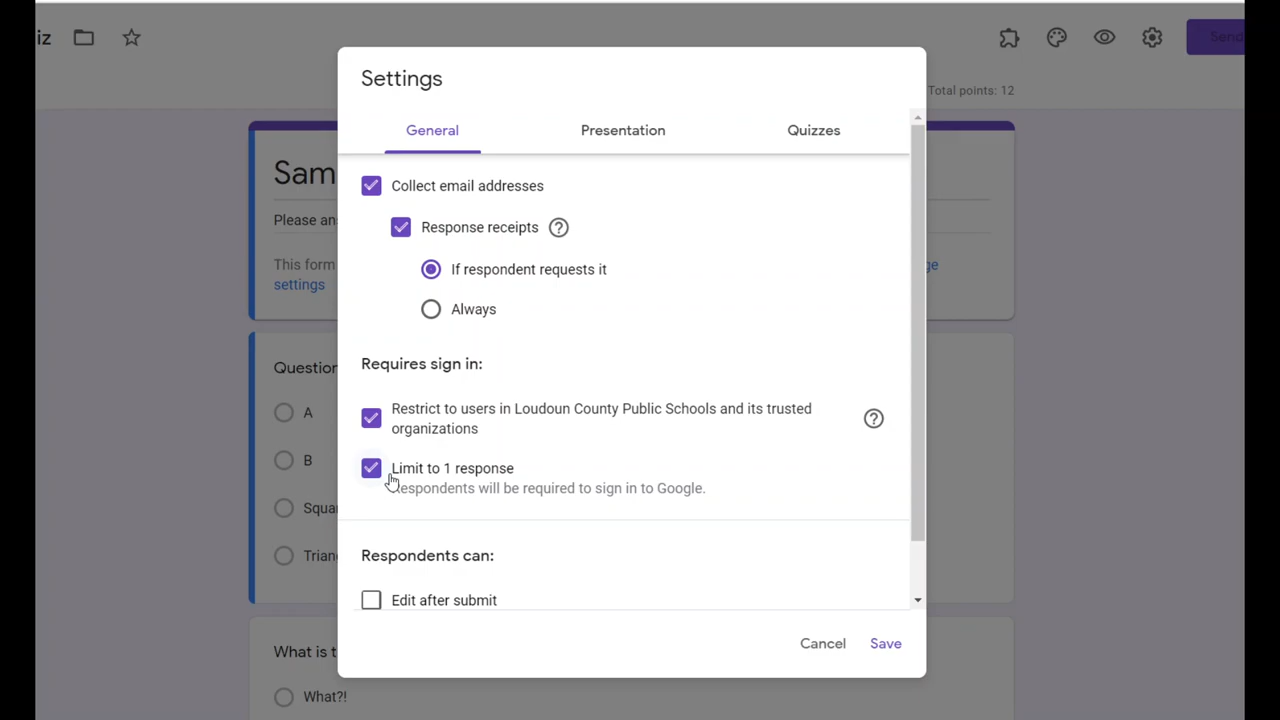 iz
Send
Total points: 12
Settings
General Presentation Quizzes
Sam
Please an
This form
ge
settings
Collect email addresses
Response receipts
If respondent requests it
Always
Requires sign in:
Restrict to users in Loudoun County Public Schools and its trusted
organizations
Limit to 1 response
Respondents will be required to sign in to Google.
Respondents can:
Edit after submit
Cancel Save
Question
A
B
Squa
Trian
What is t
What?!